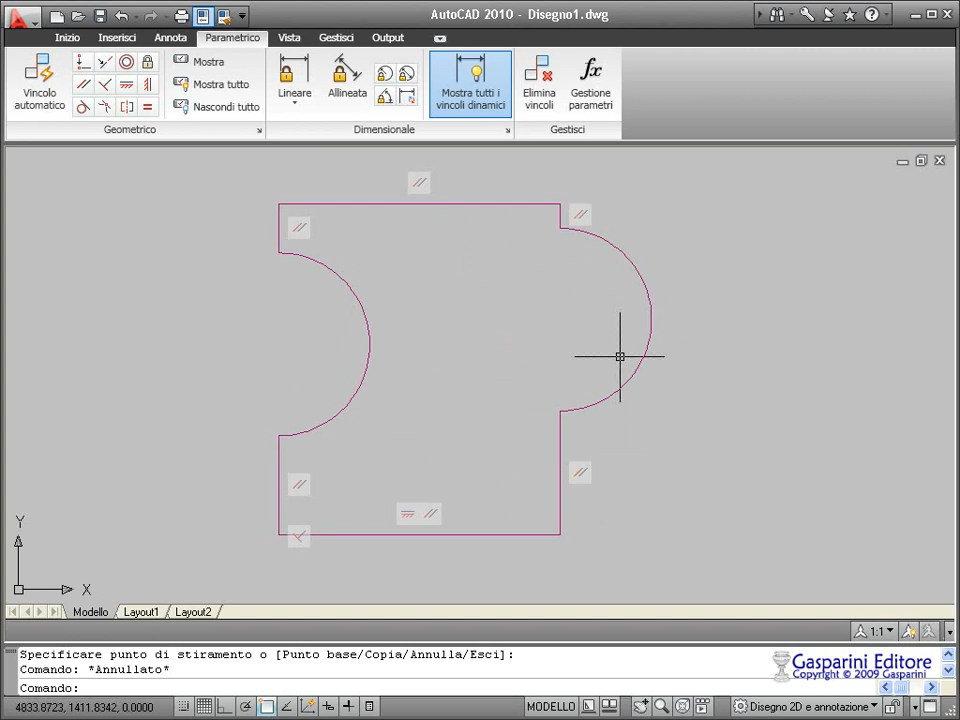 AutoCAD 2010 - Disegno1.dwg
Inizio Inserisci Annota Parametrico Vista Gestisci Output
Vincolo automatico
Mostra
Mostra tutto
Nascondi tutto
Geometrico
Lineare
Allineata
Mostra tutti i vincoli dinamici
Dimensionale
Elimina vincoli
fx
Gestione parametri
Gestisci
Y
X
Modello Layout1 Layout2
1:1
Specificare punto di stiramento o [Punto base/Copia/Annulla/Esci]:
Comando: *Annullato*
Comando:
Gasparini Editore
Copyright © 2009 Gasparini
4833.8723, 1411.8342, 0.0000
MODELLO
Disegno 2D e annotazione